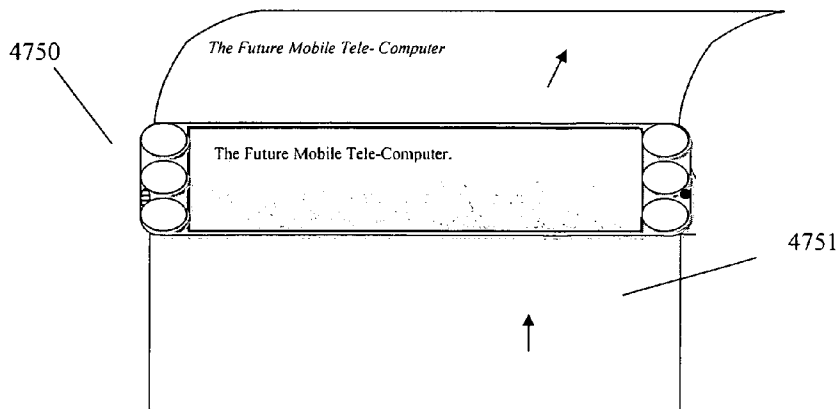 The Future Mobile Tele- Computer
4750
The Future Mobile Tele-Computer.
4751